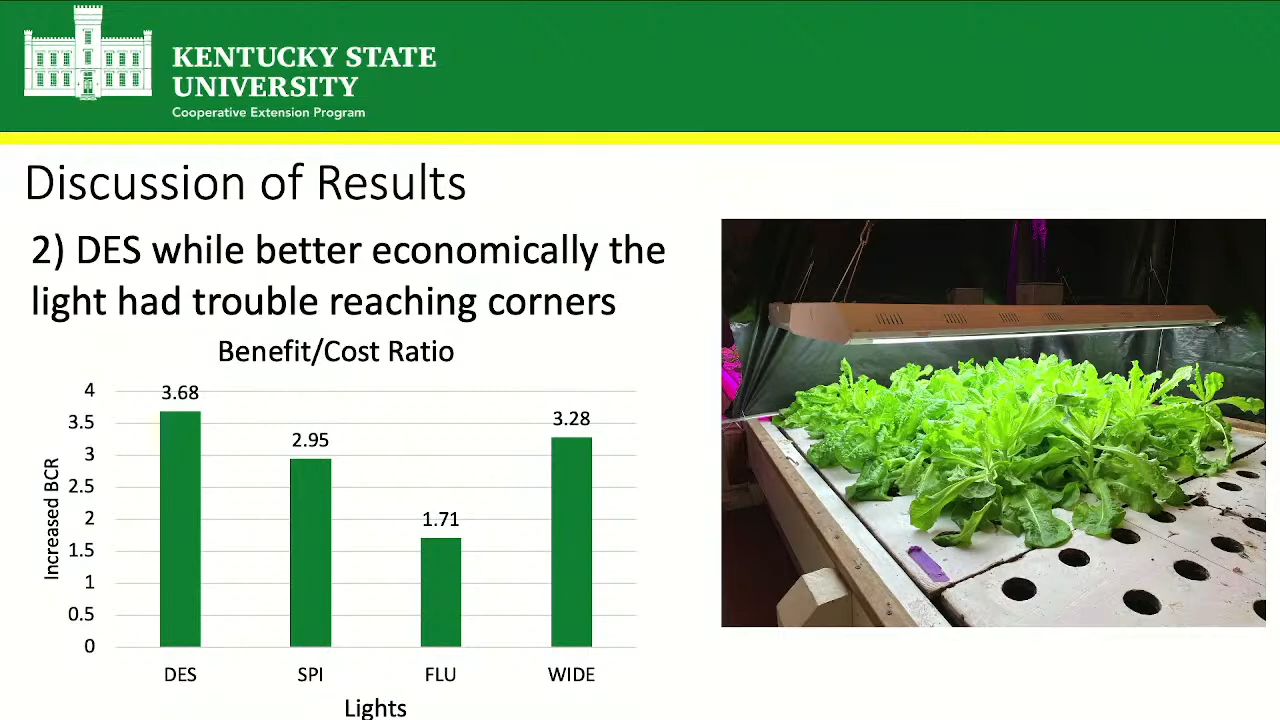 KENTUCKY STATE
UNIVERSITY
Cooperative Extension Program
Discussion of Results
2) DES while better economically the
light had trouble reaching corners
Benefit/Cost Ratio
Increased BCR
4
3.5
3
2.5
2
1.5
1
0.5
0
3.68
2.95
1.71
3.28
DES
SPI
FLU
WIDE
Lights